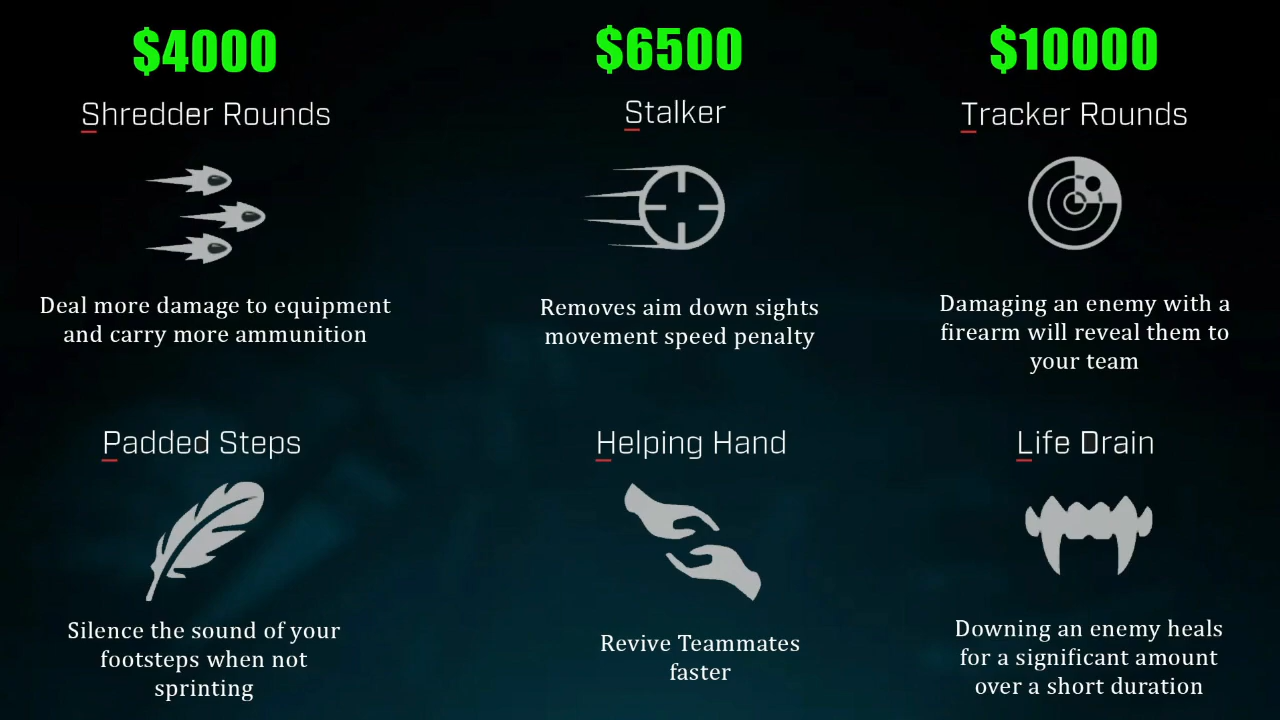 $4000
Shredder Rounds
Deal more damage to equipment
and carry more ammunition
Padded Steps
Silence the sound of your
footsteps when not
sprinting
$6500
Stalker
Removes aim down sights
movement speed penalty
Helping Hand
Revive Teammates
faster
$10000
Tracker Rounds
Damaging an enemy with a
firearm will reveal them to
your team
Life Drain
Downing an enemy heals
for a significant amount
over a short duration